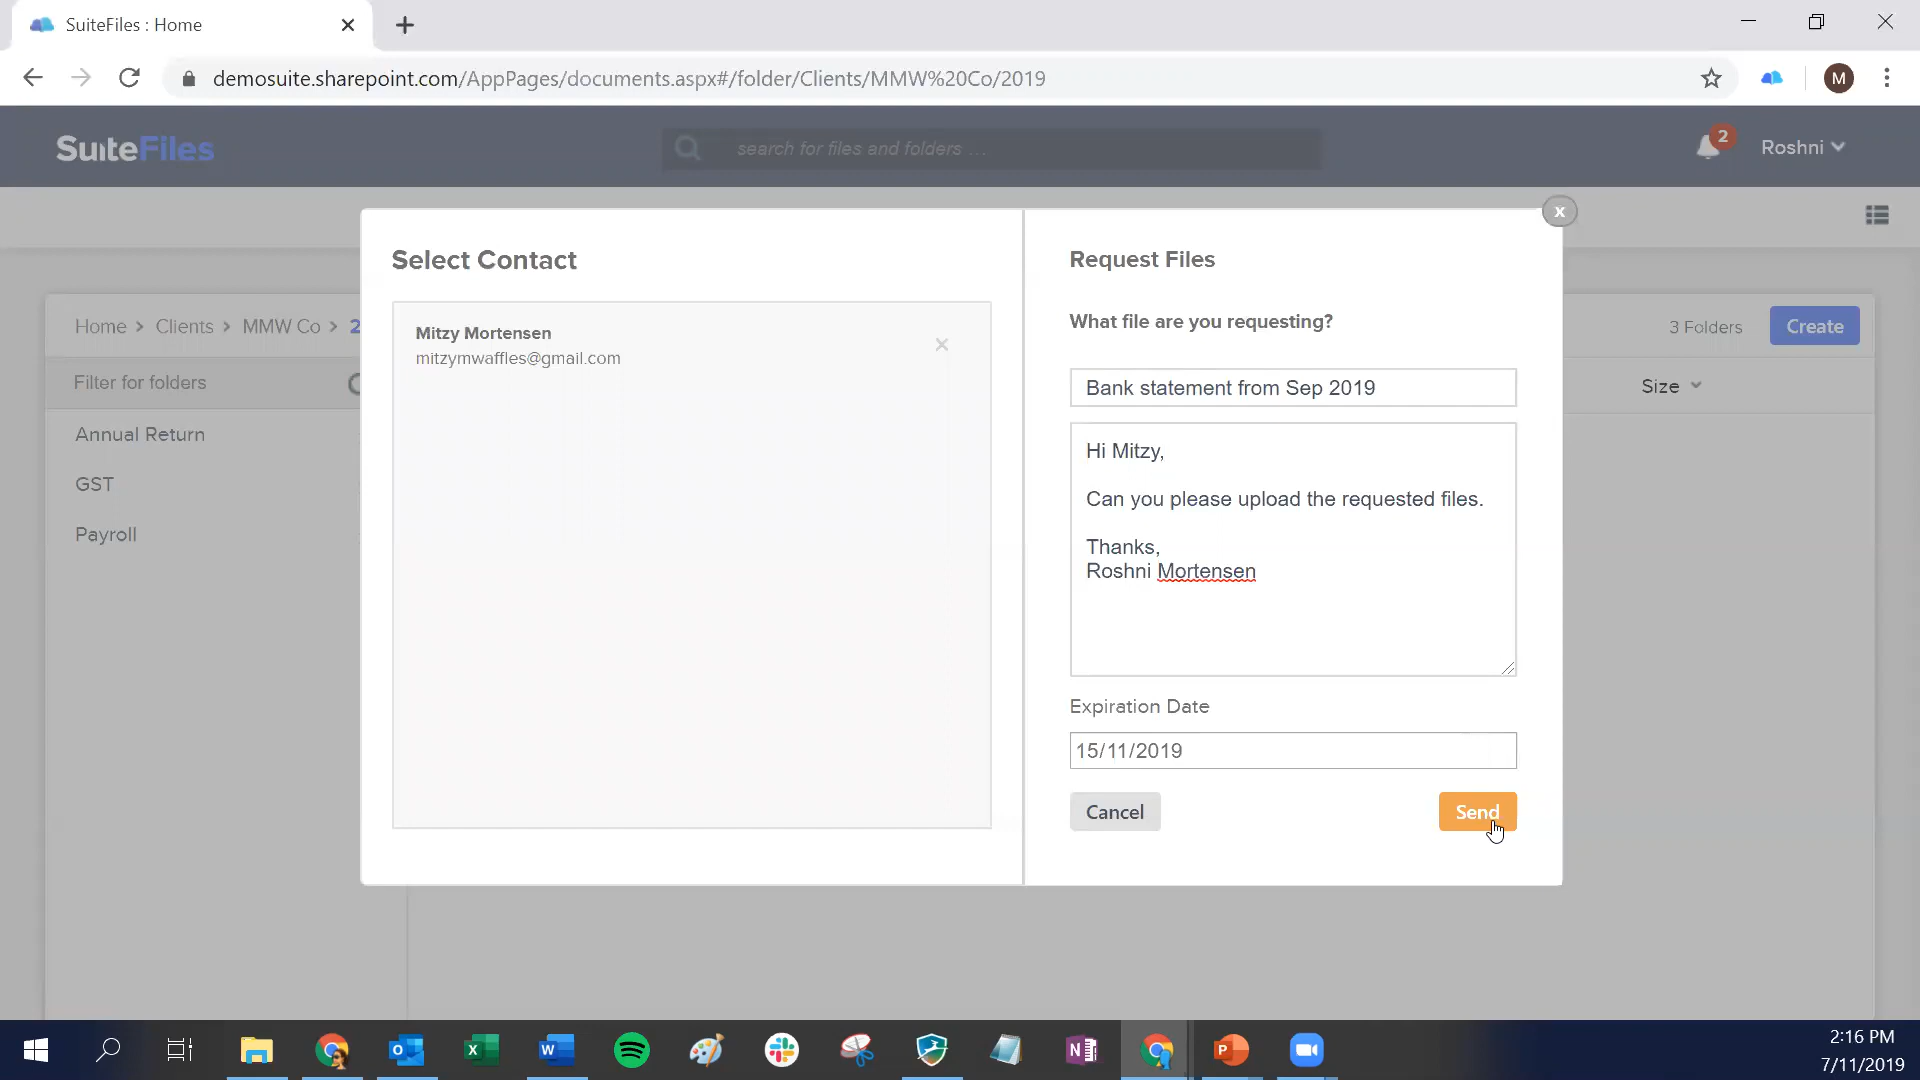 SuiteFiles : Home
demosuite.sharepoint.com/AppPages/documents.aspx#/folder/Clients/MMW%20Co/2019
M
SuiteFiles
search for files and folders ...
2
Roshni
x
Select Contact
Mitzy Mortensen
mitzymwaffles@gmail.com
Request Files
What file are you requesting?
Bank statement from Sep 2019
Hi Mitzy,
Can you please upload the requested files.
Thanks,
Roshni Mortensen
Expiration Date
15/11/2019
Cancel
Send
Home > Clients > MMW Co > 2
3 Folders
Create
Filter for folders
Size
Annual Return
GST
Payroll
2:16 PM
7/11/2019